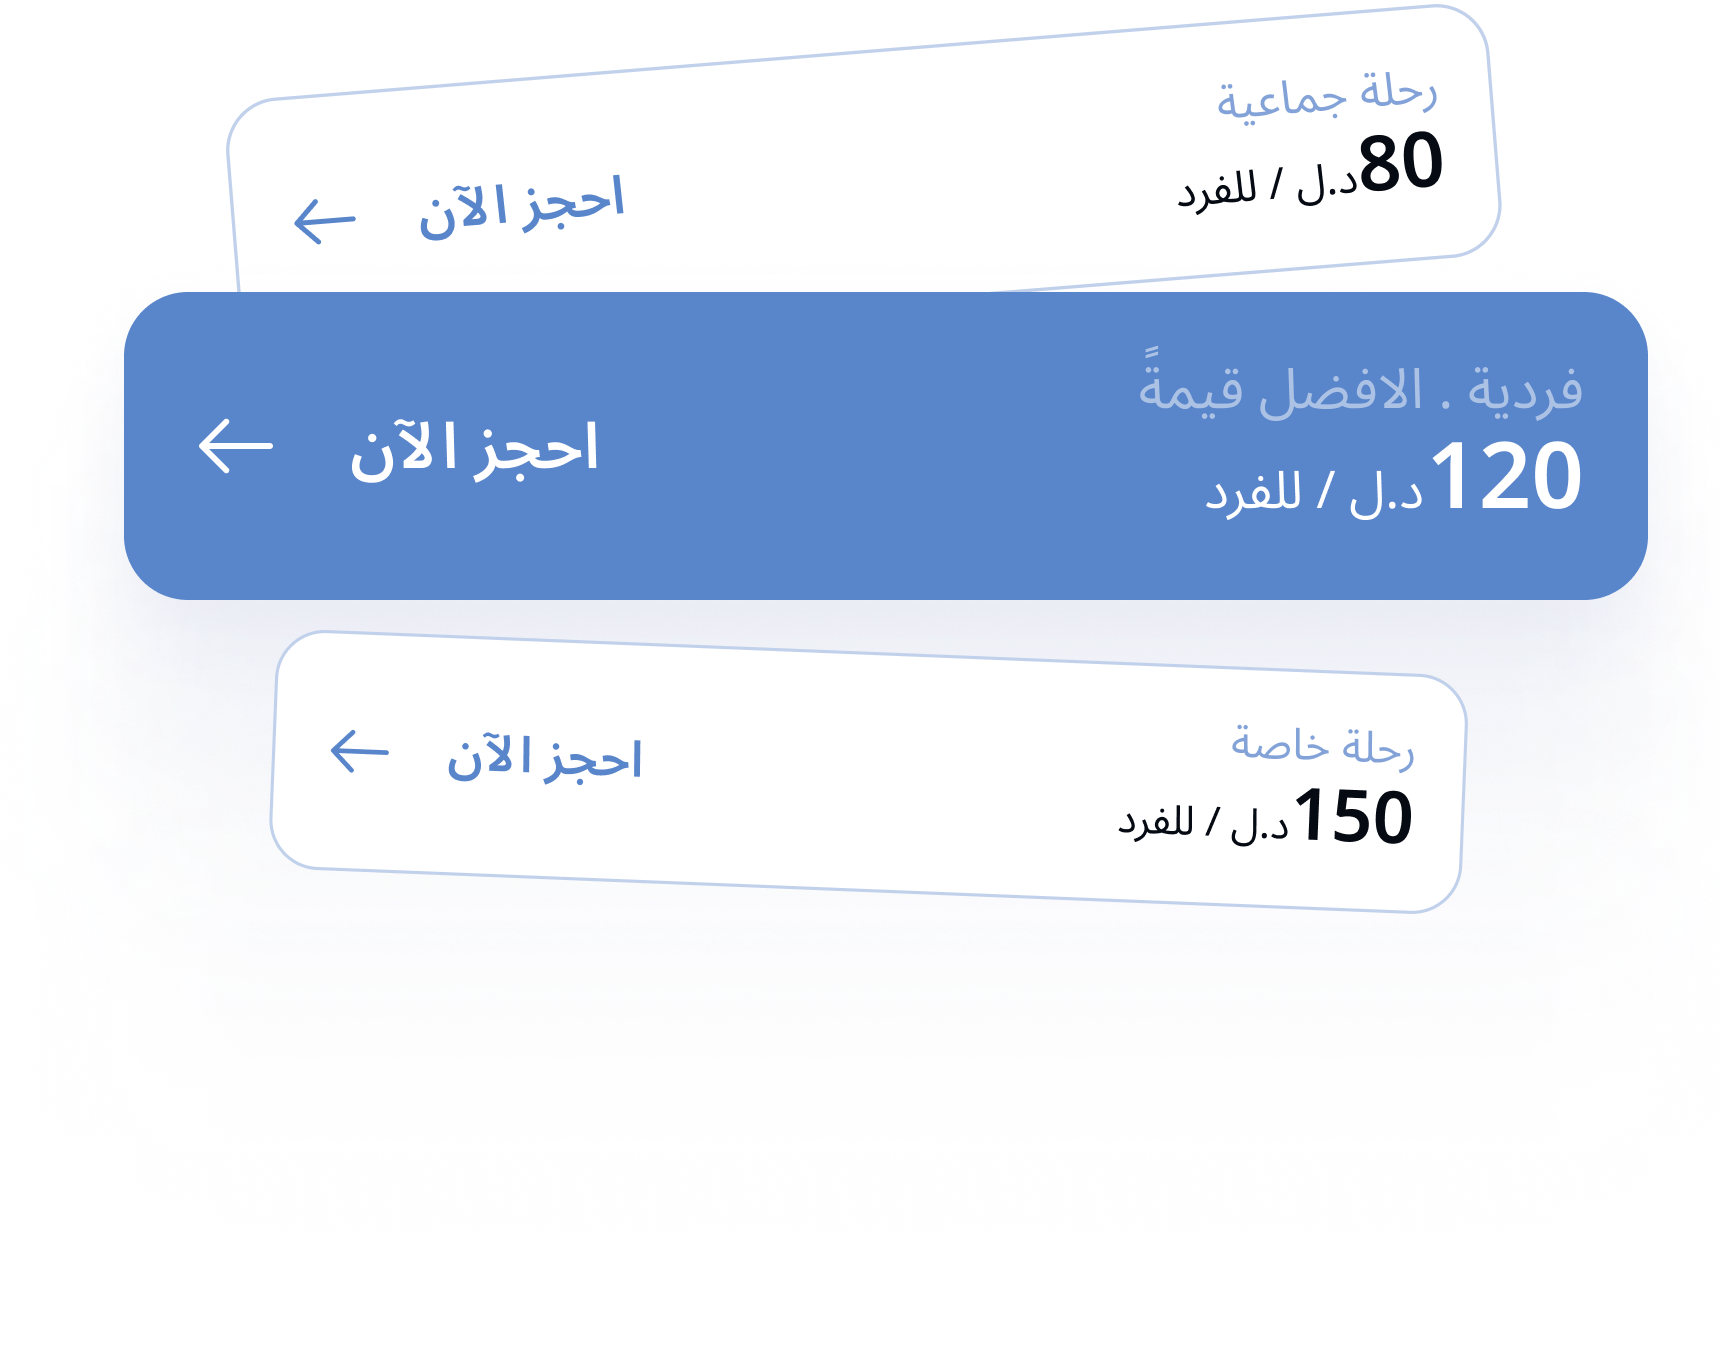 رحلة جماعية
80د.ل / للفرد
احجز الآن
فردية . الافضل قيمةً
120د.ل / للفرد
احجز الآن
رحلة خاصة
150د.ل / للفرد
احجز الآن